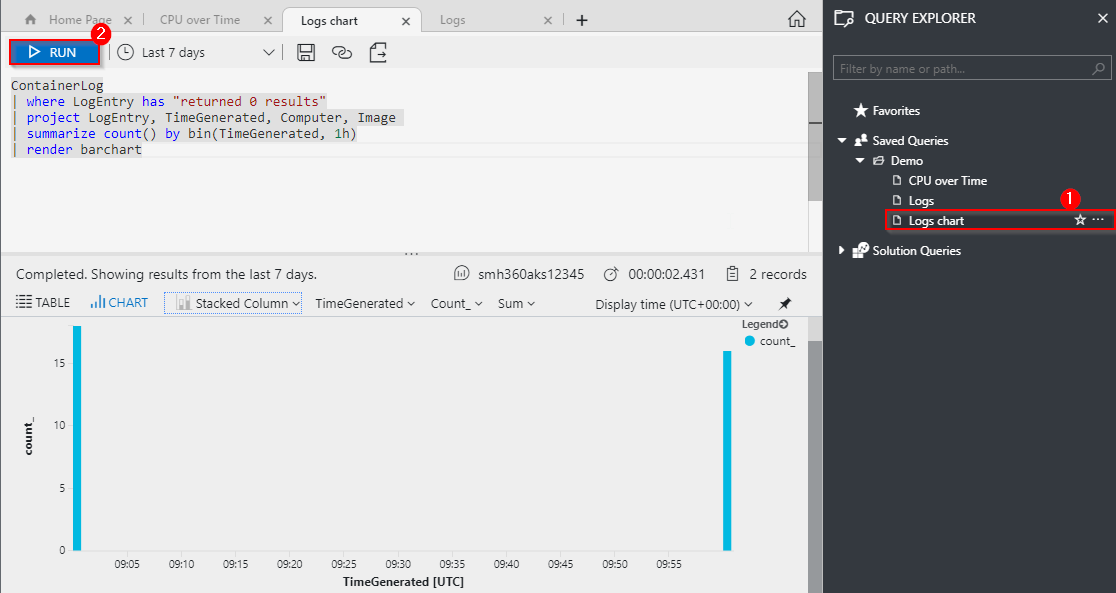 Home Page
CPU over Time
Logs chart
Logs
2
RUN
Last 7 days
ContainerLog
| where LogEntry has "returned 0 results"
| project LogEntry, TimeGenerated, Computer, Image
| summarize count() by bin(TimeGenerated, 1h)
| render barchart
Completed. Showing results from the last 7 days.
smh360aks12345
00:00:02.431
2 records
TABLE
CHART
Stacked Column
TimeGenerated
Count_
Sum
Display time (UTC+00:00)
Legend
count_
count_
15
10
5
0
09:05 09:10 09:15 09:20 09:25 09:30 09:35 09:40 09:45 09:50 09:55
TimeGenerated [UTC]
QUERY EXPLORER
Filter by name or path...
Favorites
Saved Queries
Demo
CPU over Time
Logs
1
Logs chart
Solution Queries